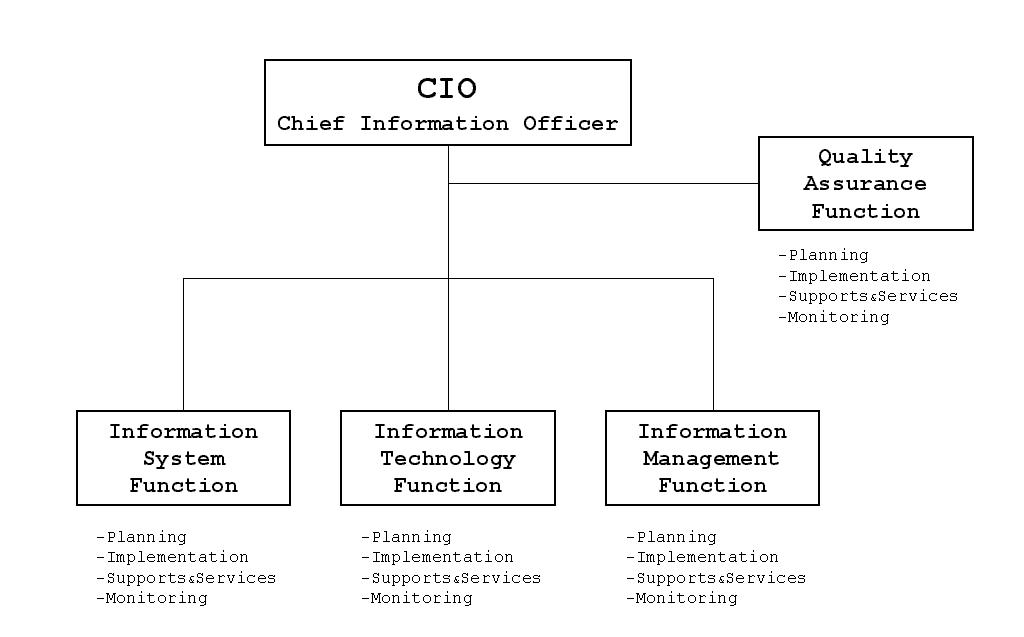 CIO
Chief Information Officer
Quality
Assurance
Function
-Planning
-Implementation
-Supports&Services
-Monitoring
Information
System
Function
-Planning
-Implementation
-Supports&Services
-Monitoring
Information
Technology
Function
-Planning
-Implementation
-Supports&Services
-Monitoring
Information
Management
Function
-Planning
-Implementation
-Supports&Services
-Monitoring